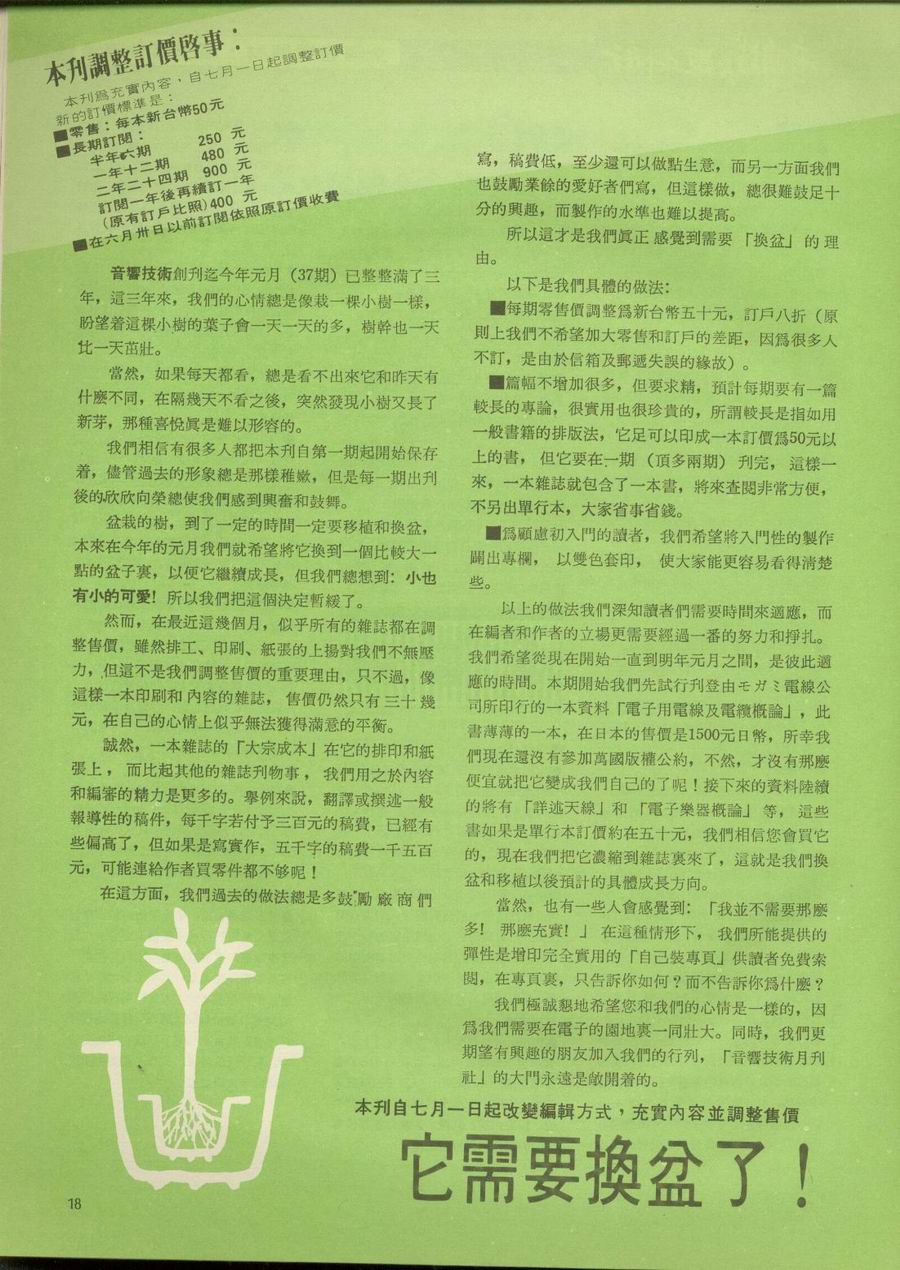 本刊調整訂價啓事：
本刊爲充實內容，自七月一日起調整訂價
新的訂價標準是：
■零售：每本新台幣50元
■長期訂閱：
半年六期 250 元
一年十二期 480 元
二年二十四期 900 元
訂閱一年後再續訂一年
(原有訂戶比照)400 元
■在六月卅日以前訂閱依照原訂價收費
音響技術創刊迄今年元月（37期）已整整滿了三
年，這三年來，我們的心情總是像栽一棵小樹一樣，
盼望着這棵小樹的葉子會一天一天的多，樹幹也一天
比一天茁壯。
當然，如果每天都看，總是看不出來它和昨天有
什麼不同，在隔幾天不看之後，突然發現小樹又長了
新芽，那種喜悅眞是難以形容的。
我們相信有很多人都把本刊自第一期起開始保存
着，儘管過去的形象總是那樣稚嫩，但是每一期出刋
後的欣欣向榮總使我們感到興奮和鼓舞。
盆栽的樹，到了一定的時間一定要移植和換盆，
本來在今年的元月我們就希望將它換到一個比較大一
點的盆子裏，以便它繼續成長，但我們總想到：小也
有小的可愛！所以我們把這個決定暫緩了。
然而，在最近這幾個月，似乎所有的雜誌都在調
整售價，雖然排工、印刷、紙張的上揚對我們不無壓
力，但這不是我們調整售價的重要理由，只不過，像
這樣一本印刷和內容的雜誌，售價仍然只有三十幾
元，在自己的心情上似乎無法獲得滿意的平衡。
誠然，一本雜誌的「大宗成本」在它的排印和紙
張上，而比起其他的雜誌刊物事，我們用之於內容
和編審的精力是更多的。舉例來說，翻譯或撰述一般
報導性的稿件，每千字若付予三百元的稿費，已經有
些偏高了，但如果是寫實作，五千字的稿費一千五百
元，可能連給作者買零件都不够呢！
在這方面，我們過去的做法總是多鼓勵廠商們
寫，稿費低，至少還可以做點生意，而另一方面我們
也鼓勵業餘的愛好者們寫，但這樣做，總很難鼓足十
分的興趣，而製作的水準也難以提高。
所以這才是我們眞正感覺到需要「換盆」的理
由。
以下是我們具體的做法：
■每期零售價調整爲新台幣五十元，訂戶八折（原
則上我們不希望加大零售和訂戶的差距，因爲很多人
不訂，是由於信箱及郵遞失誤的緣故）。
■篇幅不增加很多，但要求精，預計每期要有一篇
較長的專論，很實用也很珍貴的，所謂較長是指如用
一般書籍的排版法，它足可以印成一本訂價爲50元以
上的書，但它要在一期（頂多兩期）刋完，這樣一
來，一本雜誌就包含了一本書，將來查閱非常方便，
不另出單行本，大家省事省錢。
■爲顧慮初入門的讀者，我們希望將入門性的製作
闢出專欄，以雙色套印，使大家能更容易看得清楚
些。
以上的做法我們深知讀者們需要時間來適應，而
在編者和作者的立場更需要經過一番的努力和掙扎。
我們希望從現在開始一直到明年元月之間，是彼此適
應的時間。本期開始我們先試行刋登由モガミ電線公
司所印行的一本資料「電子用電線及電纜概論」，此
書薄薄的一本，在日本的售價是1500元日幣，所幸我
們現在還沒有參加萬國版權公約，不然，才沒有那麼
便宜就把它變成我們自己的了呢！接下來的資料陸續
的將有「詳述天線」和「電子樂器概論」等，這些
書如果是單行本訂價約在五十元，我們相信您會買它
的，現在我們把它濃縮到雜誌裏來了，這就是我們換
盆和移植以後預計的具體成長方向。
當然，也有一些人會感覺到：「我並不需要那麼
多！那麼充實！」在這種情形下，我們所能提供的
彈性是增印完全實用的「自己裝專頁」供讀者免費索
閱，在專頁裏，只告訴你如何？而不告訴你爲什麼？
我們極誠懇地希望您和我們的心情是一樣的，因
爲我們需要在電子的園地裏一同壯大。同時，我們更
期望有興趣的朋友加入我們的行列，「音響技術月刋
社」的大門永遠是敞開着的。
本刊自七月一日起改變編輯方式，充實內容並調整售價
它需要換盆了！
18